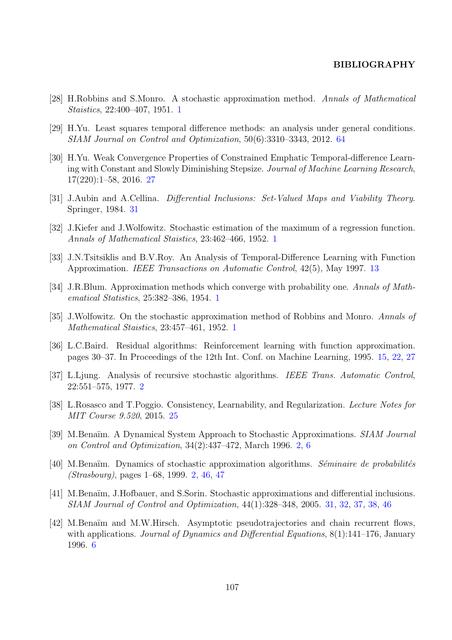 BIBLIOGRAPHY
[28] H.Robbins and S.Monro. A stochastic approximation method. Annals of Mathematical
Staistics, 22:400–407, 1951. 1
[29] H.Yu. Least squares temporal difference methods: an analysis under general conditions.
SIAM Journal on Control and Optimization, 50(6):3310–3343, 2012. 64
[30] H.Yu. Weak Convergence Properties of Constrained Emphatic Temporal-difference Learn-
ing with Constant and Slowly Diminishing Stepsize. Journal of Machine Learning Research,
17(220):1–58, 2016. 27
[31] J.Aubin and A.Cellina. Differential Inclusions: Set-Valued Maps and Viability Theory.
Springer, 1984. 31
[32] J.Kiefer and J.Wolfowitz. Stochastic estimation of the maximum of a regression function.
Annals of Mathematical Staistics, 23:462–466, 1952. 1
[33] J.N.Tsitsiklis and B.V.Roy. An Analysis of Temporal-Difference Learning with Function
Approximation. IEEE Transactions on Automatic Control, 42(5), May 1997. 13
[34] J.R.Blum. Approximation methods which converge with probability one. Annals of Math-
ematical Statistics, 25:382–386, 1954. 1
[35] J.Wolfowitz. On the stochastic approximation method of Robbins and Monro. Annals of
Mathematical Staistics, 23:457–461, 1952. 1
[36] L.C.Baird. Residual algorithms: Reinforcement learning with function approximation.
pages 30–37. In Proceedings of the 12th Int. Conf. on Machine Learning, 1995. 15, 22, 27
[37] L.Ljung. Analysis of recursive stochastic algorithms. IEEE Trans. Automatic Control,
22:551–575, 1977. 2
[38] L.Rosasco and T.Poggio. Consistency, Learnability, and Regularization. Lecture Notes for
MIT Course 9.520, 2015. 25
[39] M.Benaïm. A Dynamical System Approach to Stochastic Approximations. SIAM Journal
on Control and Optimization, 34(2):437–472, March 1996. 2, 6
[40] M.Benaïm. Dynamics of stochastic approximation algorithms. Séminaire de probabilités
(Strasbourg), pages 1–68, 1999. 2, 46, 47
[41] M.Benaïm, J.Hofbauer, and S.Sorin. Stochastic approximations and differential inclusions.
SIAM Journal of Control and Optimization, 44(1):328–348, 2005. 31, 32, 37, 38, 46
[42] M.Benaïm and M.W.Hirsch. Asymptotic pseudotrajectories and chain recurrent flows,
with applications. Journal of Dynamics and Differential Equations, 8(1):141–176, January
1996. 6
107